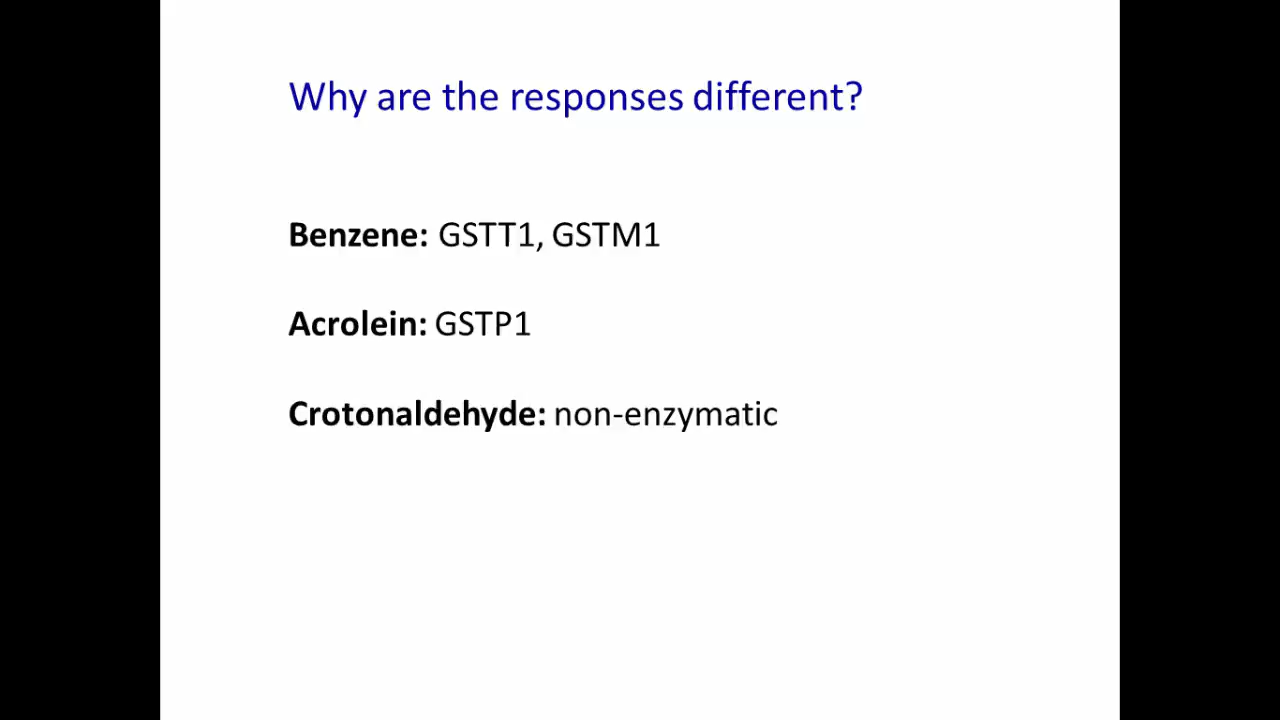 Why are the responses different?
Benzene: GSTT1, GSTM1
Acrolein: GSTP1
Crotonaldehyde: non-enzymatic